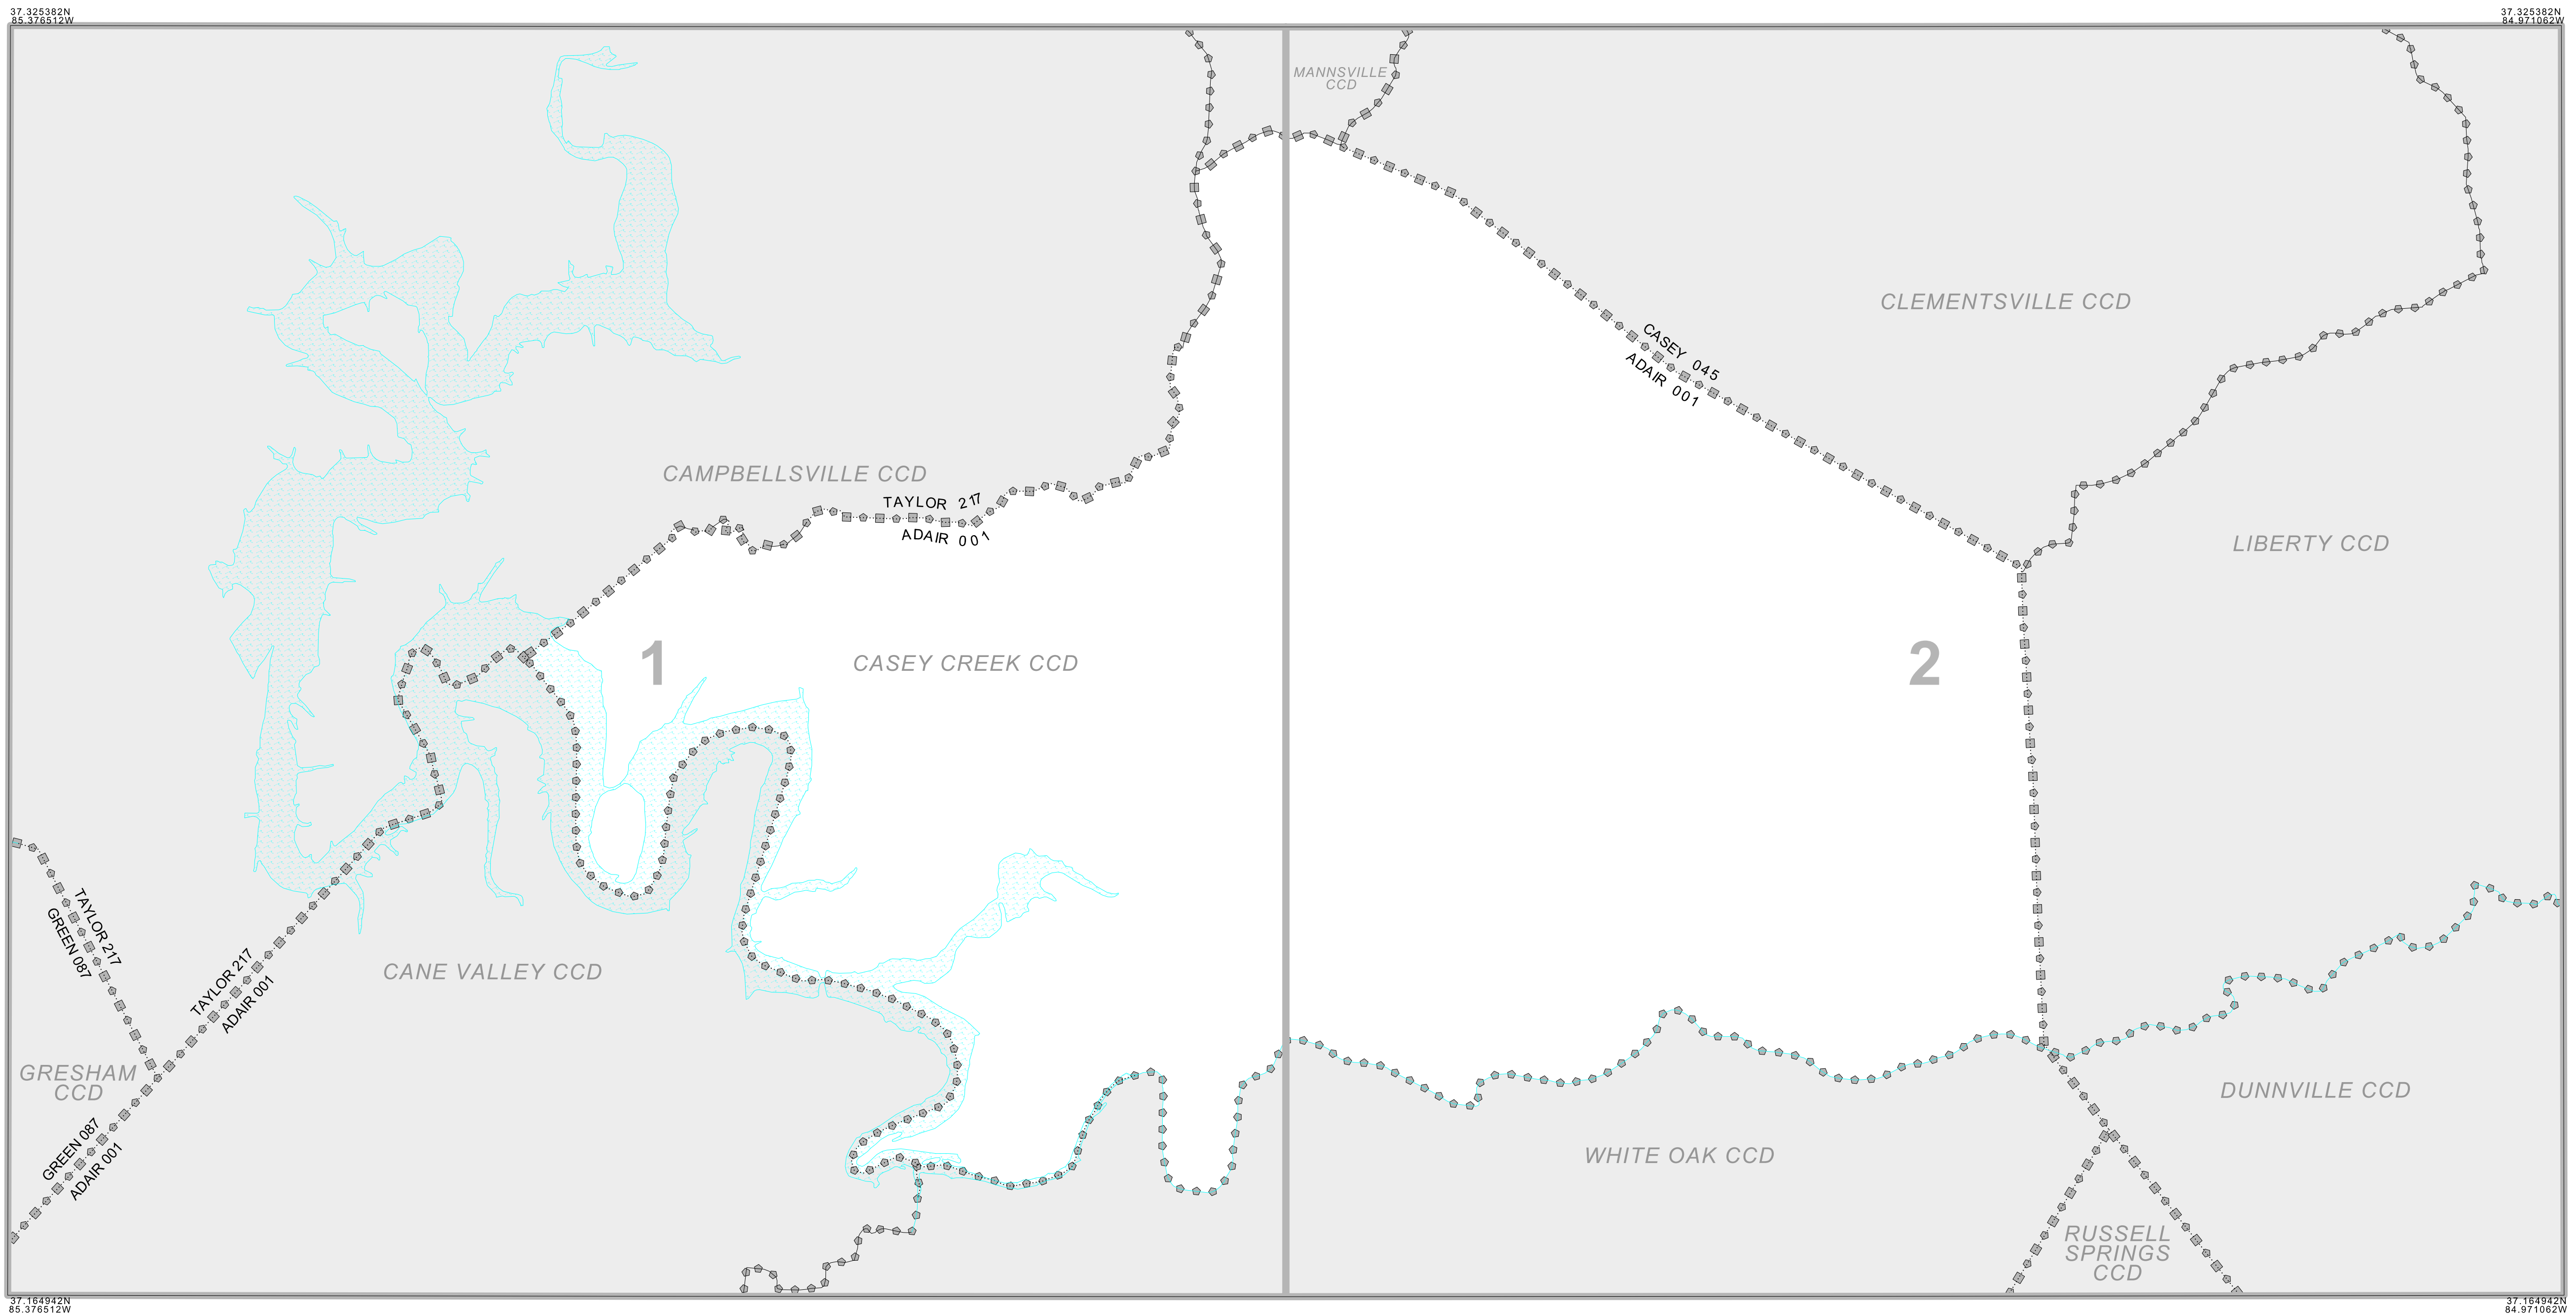 37.325382N
85.376512W
37.325382N
84.971062W
MANNSVILLE
CCD
CLEMENTSVILLE CCD
CASEY 045
ADAIR 001
CAMPBELLSVILLE CCD
TAYLOR 217
ADAIR 001
LIBERTY CCD
1
CASEY CREEK CCD
2
TAYLOR 217
GREEN 087
TAYLOR 217
ADAIR 001
CANE VALLEY CCD
GRESHAM
CCD
GREEN 087
ADAIR 001
DUNNVILLE CCD
WHITE OAK CCD
RUSSELL
SPRINGS
CCD
37.164942N
85.376512W
37.164942N
84.971062W